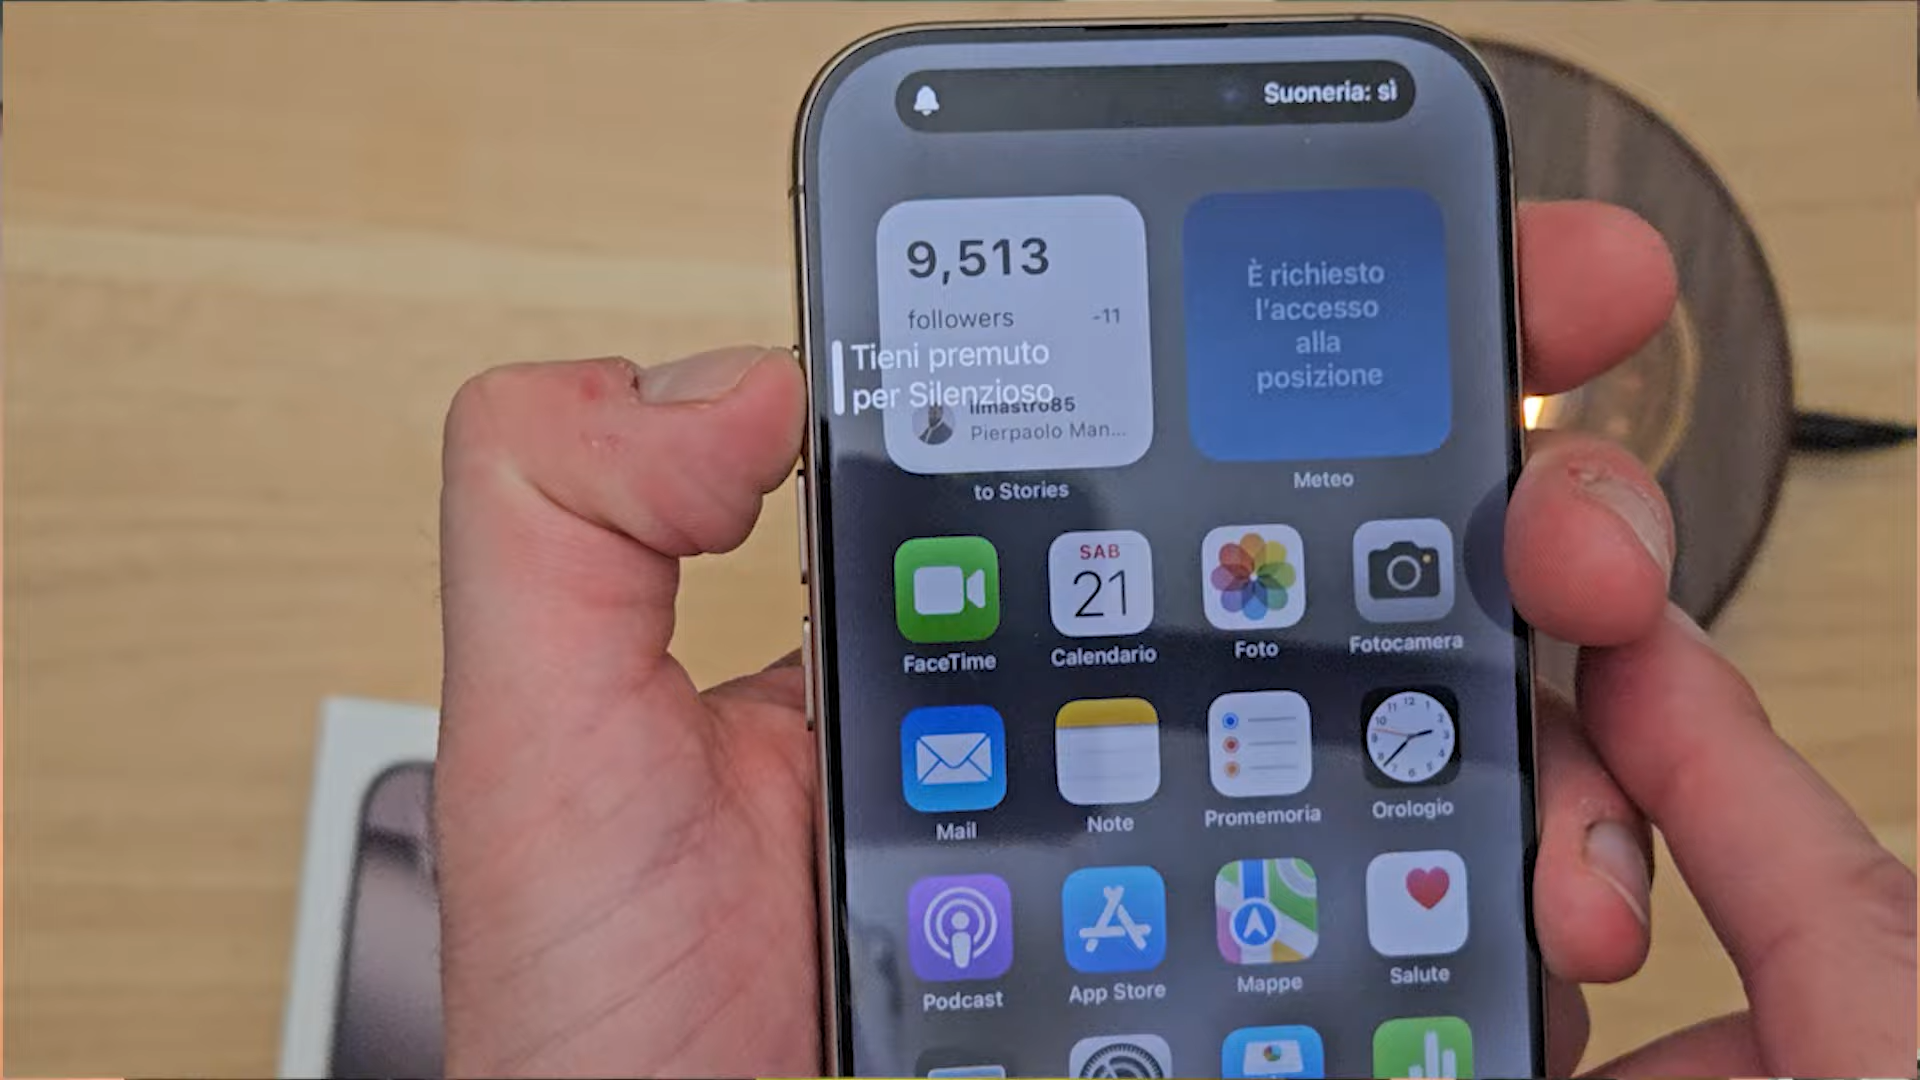 Suoneria: sì
9,513
followers -11
Tieni premuto
per Silenzioso
ilmastro85
Pierpaolo Man...
to Stories
È richiesto
l'accesso
alla
posizione
Meteo
SAB
21
FaceTime
Calendario
Foto
Fotocamera
Mail
Note
Promemoria
Orologio
Podcast
App Store
Mappe
Salute